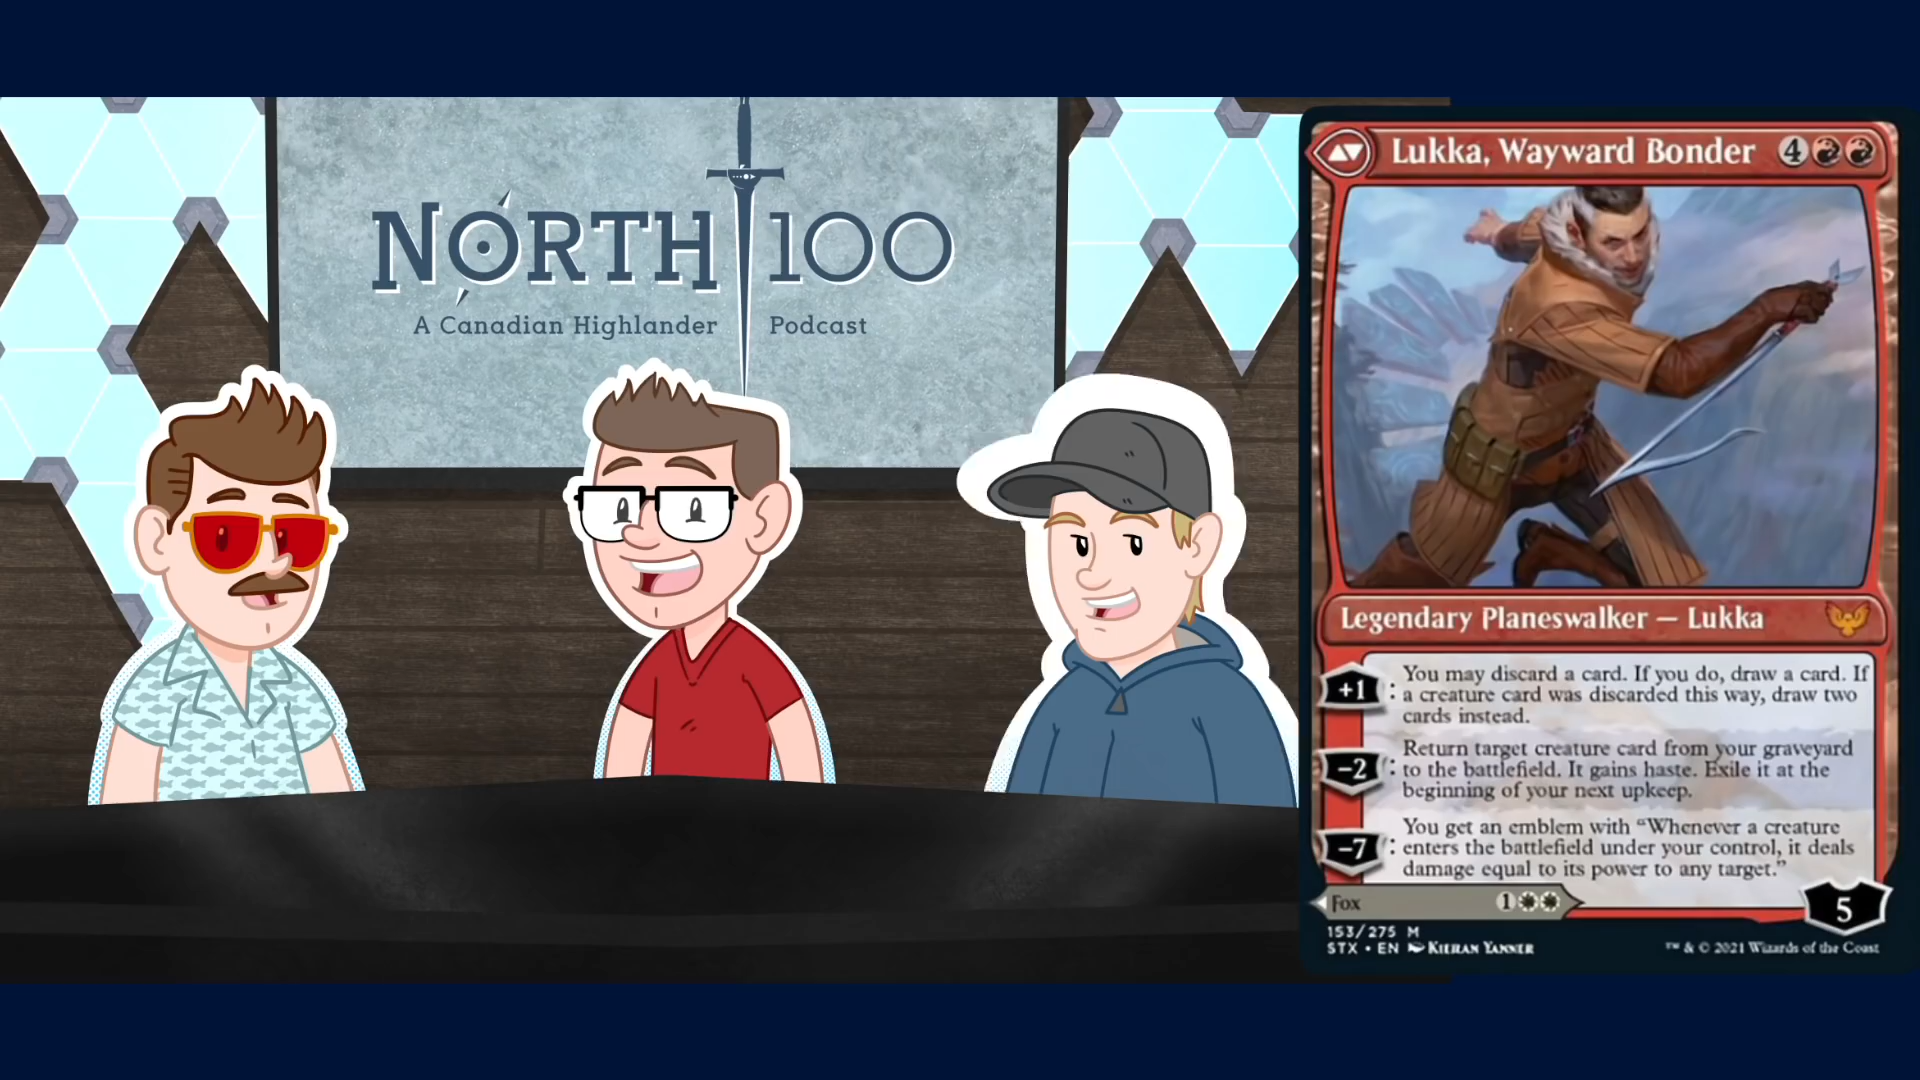 NORTH 100
A Canadian Highlander Podcast
Lukka, Wayward Bonder 4
Legendary Planeswalker — Lukka
+1: You may discard a card. If you do, draw a card. If
a creature card was discarded this way, draw two
cards instead.
−2: Return target creature card from your graveyard
to the battlefield. It gains haste. Exile it at the
beginning of your next upkeep.
−7: You get an emblem with “Whenever a creature
enters the battlefield under your control, it deals
damage equal to its power to any target.”
Fox 1
5
153/275 M
STX • EN Kieran Yanner
™ & © 2021 Wizards of the Coast